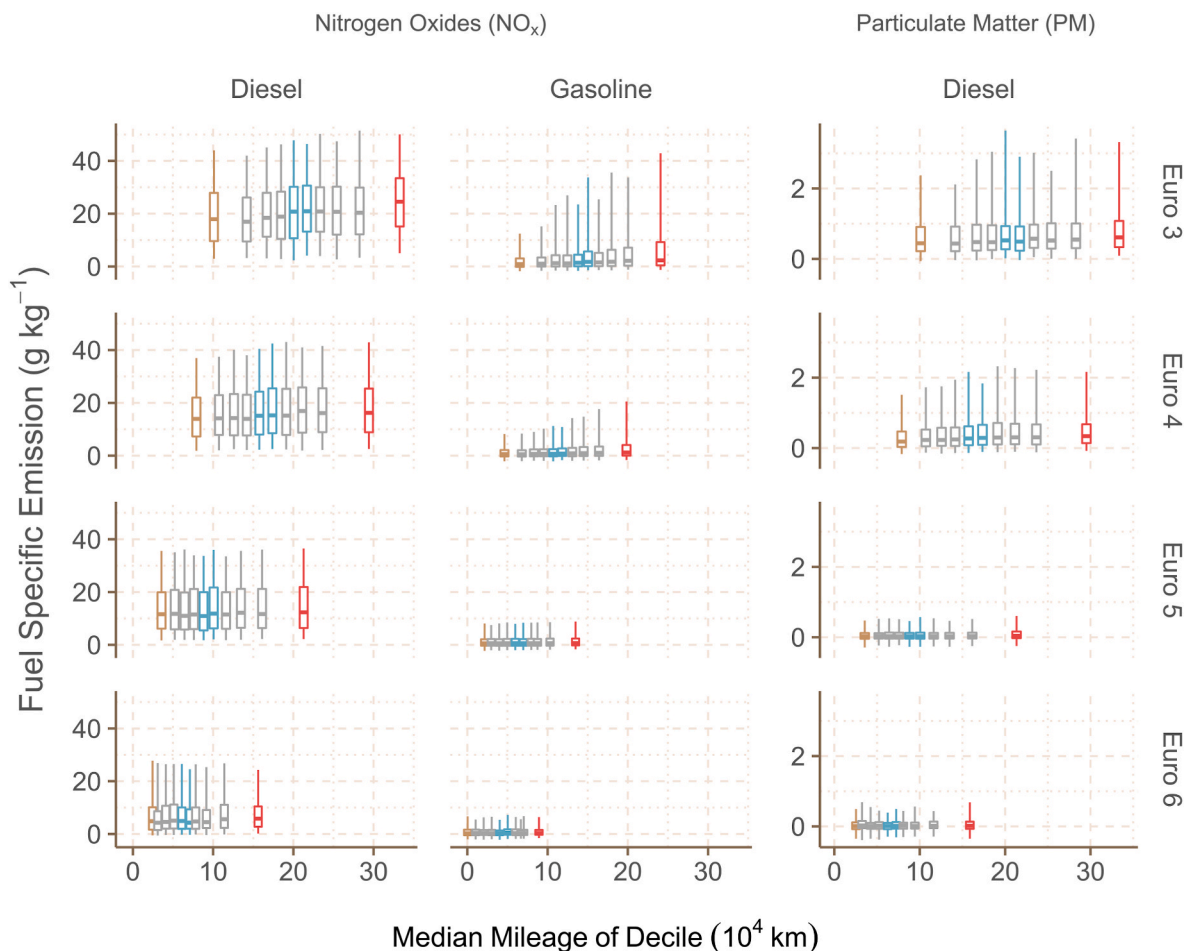 Nitrogen Oxides (NOₓ) Particulate Matter (PM)
Diesel Gasoline Diesel
Fuel Specific Emission (g kg⁻¹)
40
20
0
2
0
Euro 3
40
20
0
2
0
Euro 4
40
20
0
2
0
Euro 5
40
20
0
2
0
Euro 6
0 10 20 30 0 10 20 30 0 10 20 30
Median Mileage of Decile (10⁴ km)